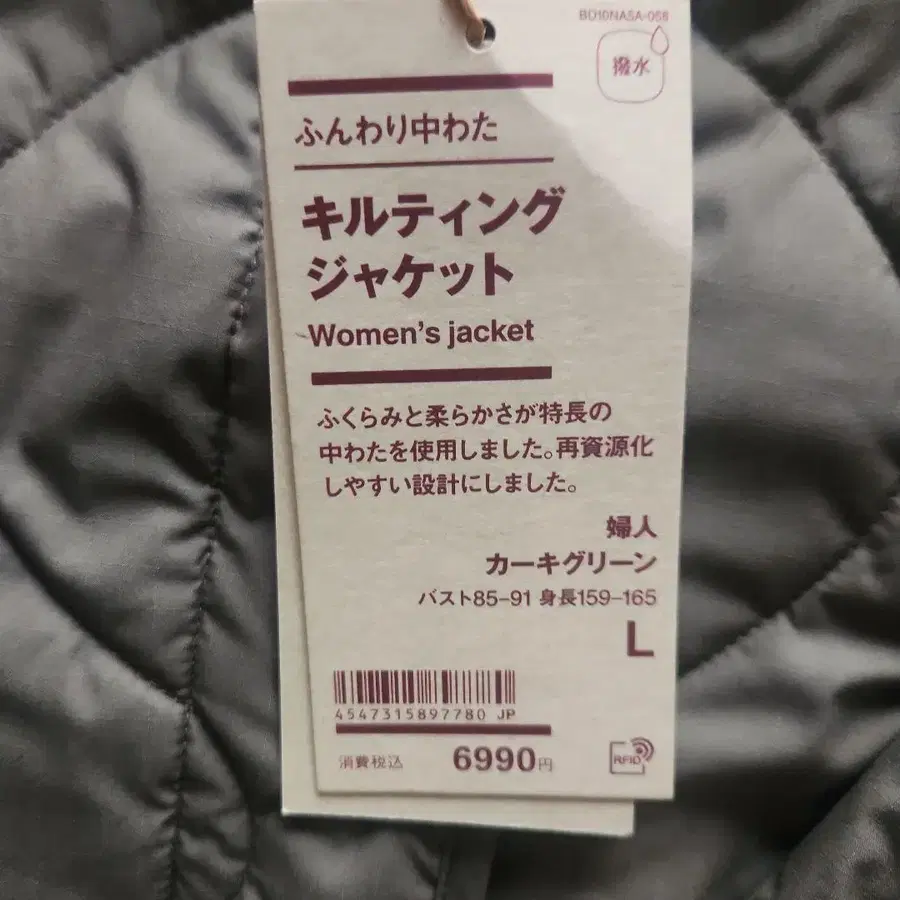 BD10NASA-068
撥水
ふんわり中わた
キルティング
ジャケット
Women's jacket
ふくらみと柔らかさが特長の
中わたを使用しました。再資源化
しやすい設計にしました。
婦人
カーキグリーン
バスト85-91 身長159-165
L
4547315897780 JP
消費税込 6990円
RFID